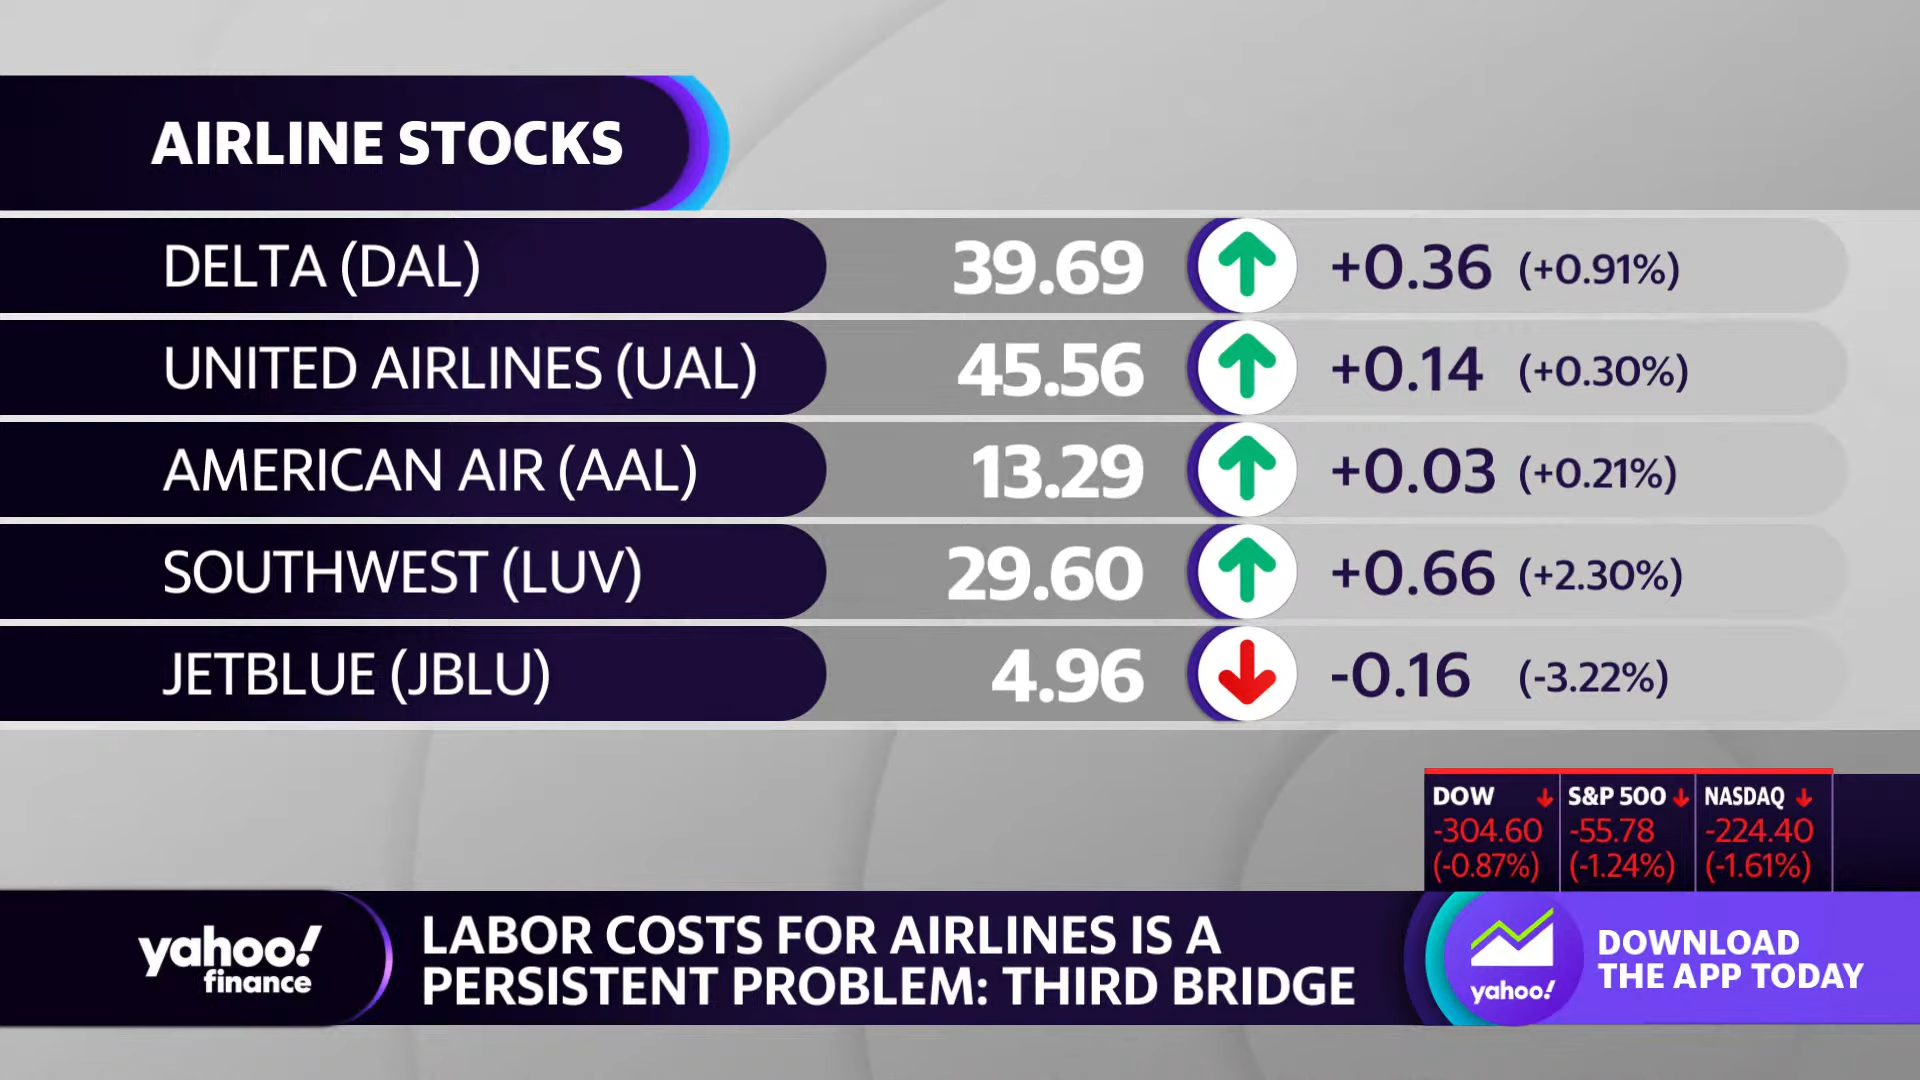 AIRLINE STOCKS
DELTA (DAL) 39.69 +0.36 (+0.91%)
UNITED AIRLINES (UAL) 45.56 +0.14 (+0.30%)
AMERICAN AIR (AAL) 13.29 +0.03 (+0.21%)
SOUTHWEST (LUV) 29.60 +0.66 (+2.30%)
JETBLUE (JBLU) 4.96 -0.16 (-3.22%)
DOW S&P 500 NASDAQ
-304.60 -55.78 -224.40
(-0.87%) (-1.24%) (-1.61%)
yahoo!
finance
LABOR COSTS FOR AIRLINES IS A
PERSISTENT PROBLEM: THIRD BRIDGE
yahoo!
DOWNLOAD
THE APP TODAY